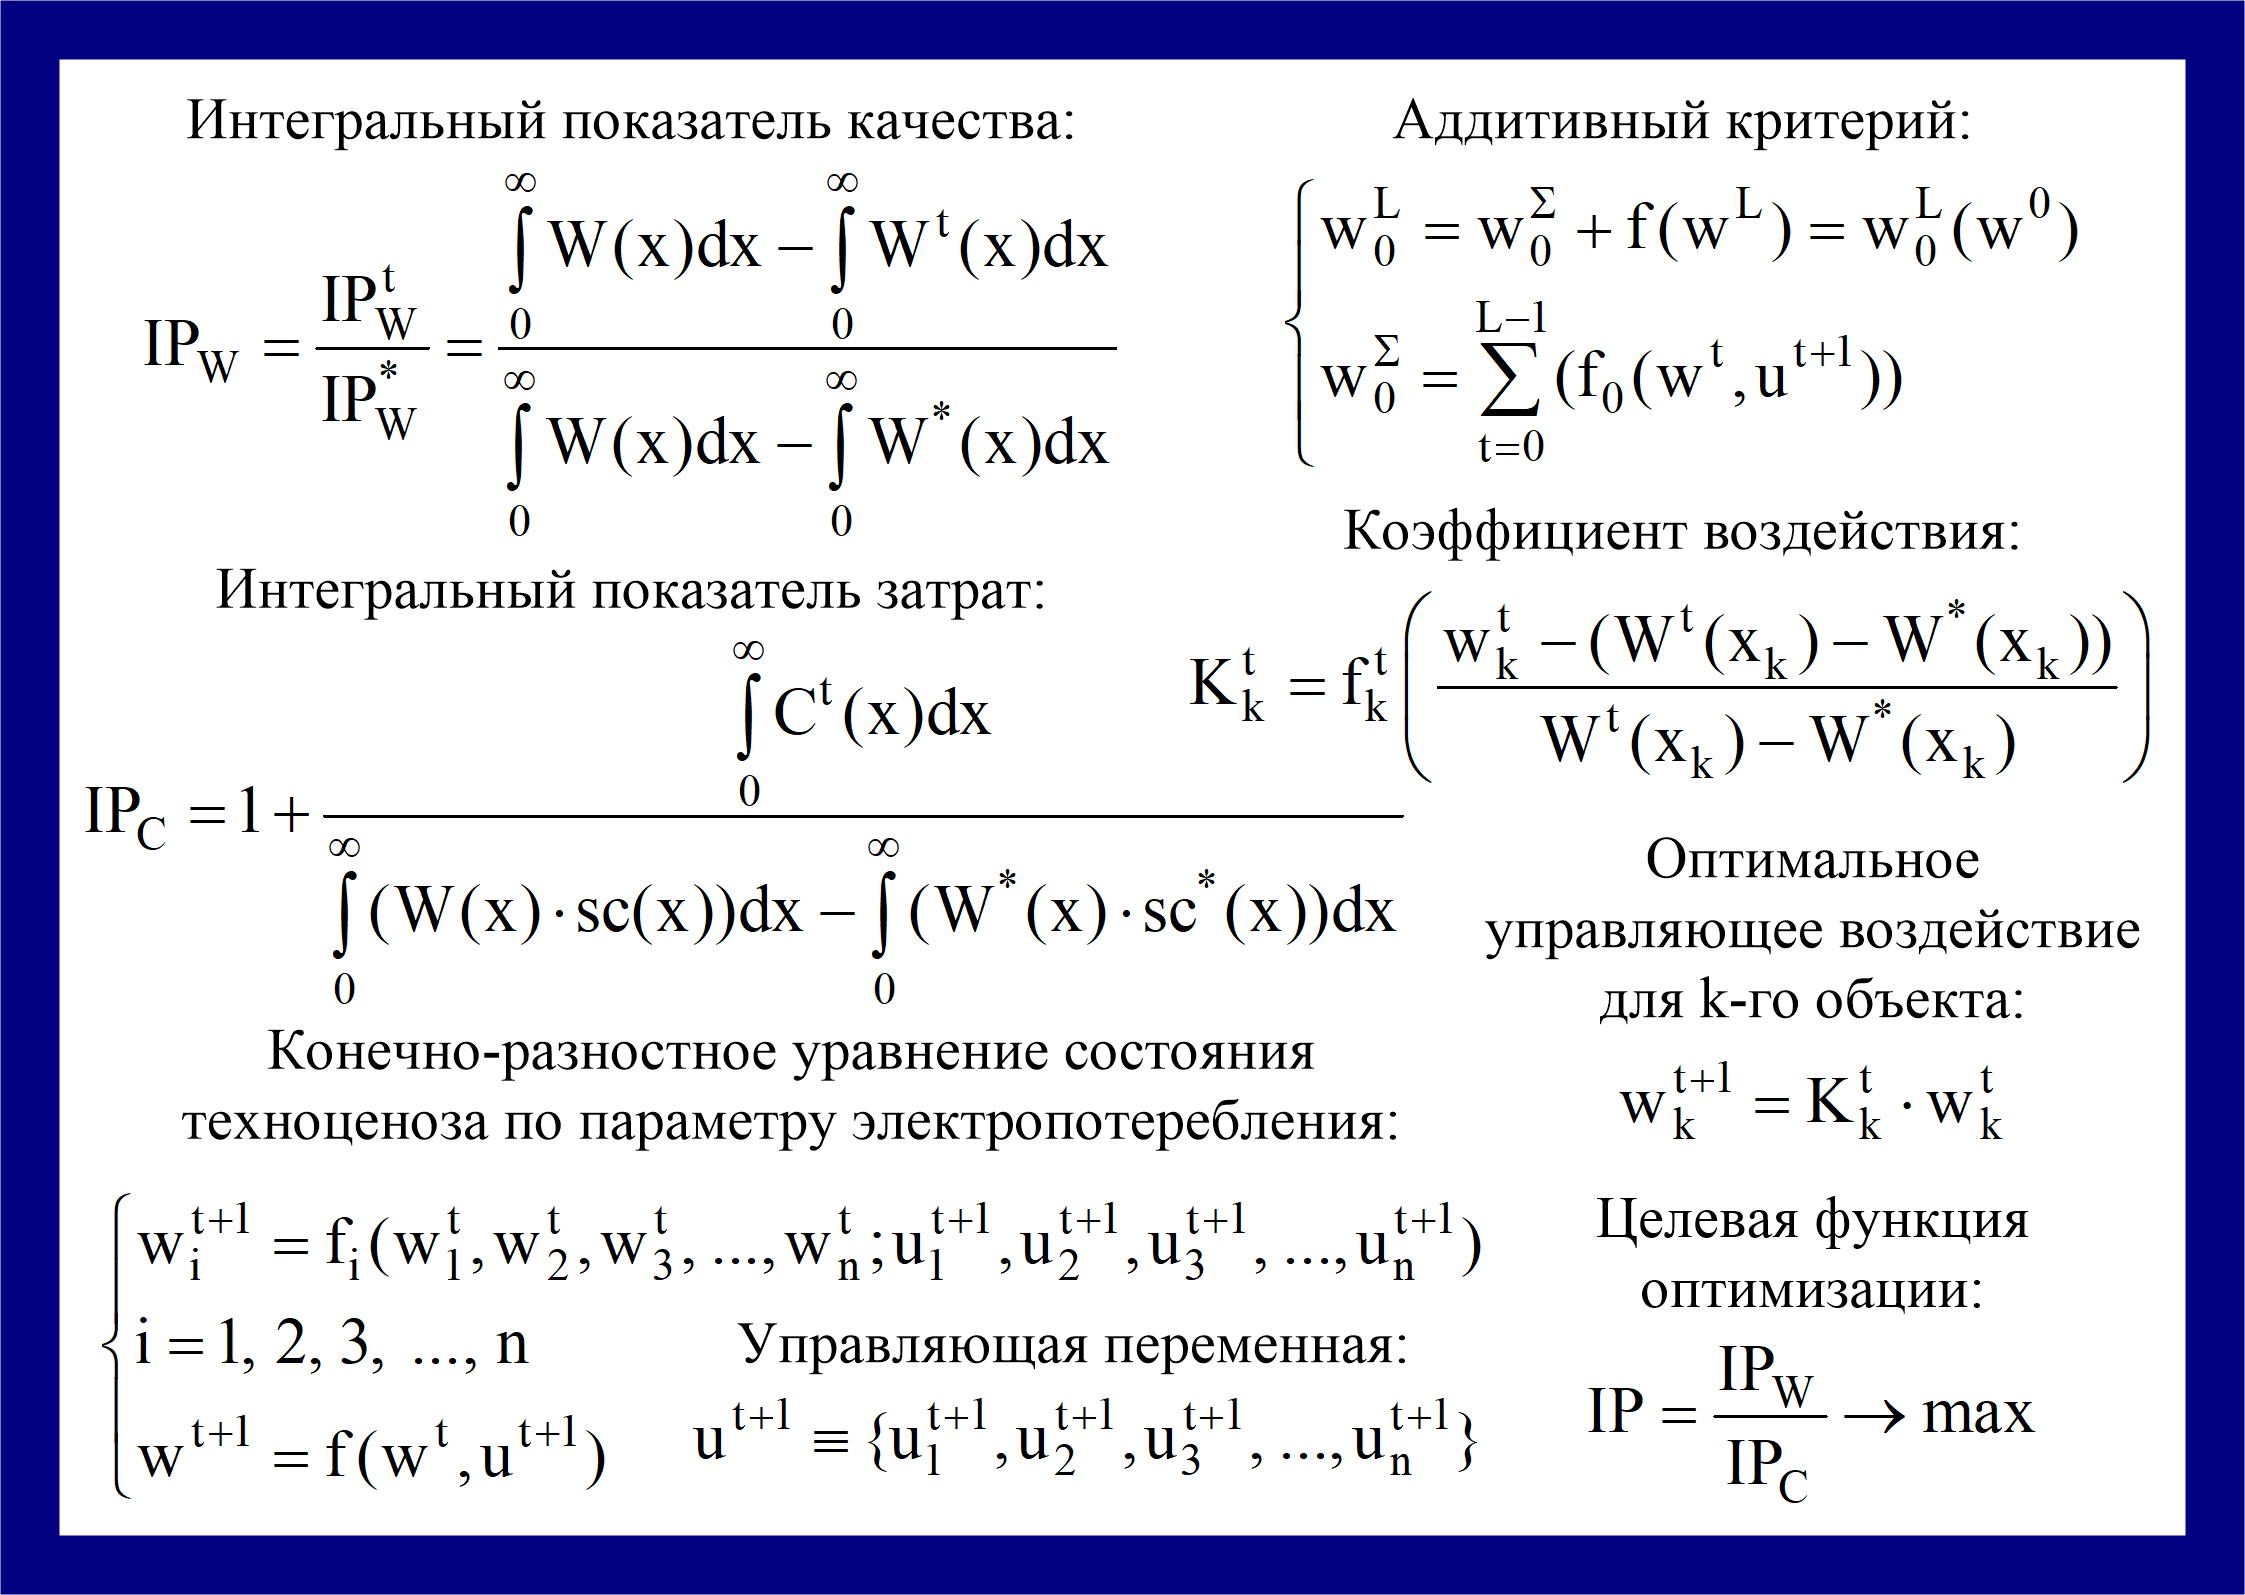 Интегральный показатель качества:
IP_W = IP_W^t / IP_W^* = (∫_0^∞ W(x)dx − ∫_0^∞ W^t(x)dx) / (∫_0^∞ W(x)dx − ∫_0^∞ W^*(x)dx)
Интегральный показатель затрат:
IP_C = 1 + (∫_0^∞ C^t(x)dx) / (∫_0^∞ (W(x)·sc(x))dx − ∫_0^∞ (W^*(x)·sc^*(x))dx)
Конечно-разностное уравнение состояния
техноценоза по параметру электропотеребления:
w_i^{t+1} = f_i(w_1^t, w_2^t, w_3^t, ..., w_n^t; u_1^{t+1}, u_2^{t+1}, u_3^{t+1}, ..., u_n^{t+1})
i = 1, 2, 3, ..., n
w^{t+1} = f(w^t, u^{t+1})
Управляющая переменная:
u^{t+1} ≡ {u_1^{t+1}, u_2^{t+1}, u_3^{t+1}, ..., u_n^{t+1}}
Аддитивный критерий:
w_0^L = w_0^Σ + f(w^L) = w_0^L(w^0)
w_0^Σ = ∑_{t=0}^{L−1} (f_0(w^t, u^{t+1}))
Коэффициент воздействия:
K_k^t = f_k^t((w_k^t − (W^t(x_k) − W^*(x_k))) / (W^t(x_k) − W^*(x_k)))
Оптимальное
управляющее воздействие
для k-го объекта:
w_k^{t+1} = K_k^t · w_k^t
Целевая функция
оптимизации:
IP = IP_W / IP_C → max